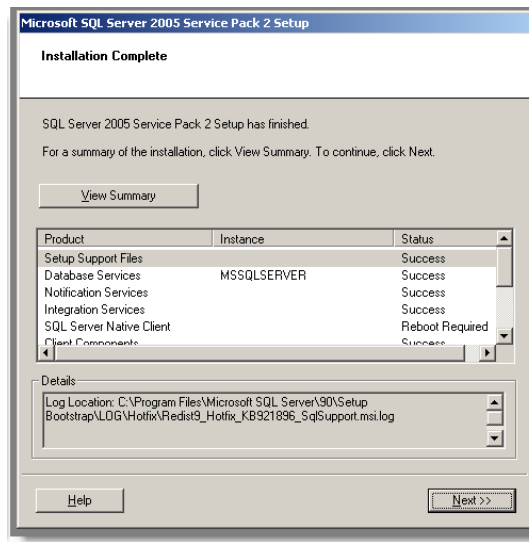 Microsoft SQL Server 2005 Service Pack 2 Setup
Installation Complete
SQL Server 2005 Service Pack 2 Setup has finished.
For a summary of the installation, click View Summary. To continue, click Next.
View Summary
Product Instance Status
Setup Support Files Success
Database Services MSSQLSERVER Success
Notification Services Success
Integration Services Success
SQL Server Native Client Reboot Required
Client Components Success
Details
Log Location: C:\Program Files\Microsoft SQL Server\90\Setup
Bootstrap\LOG\Hotfix\Redist9_Hotfix_KB921896_SqlSupport.msi.log
Help Next >>